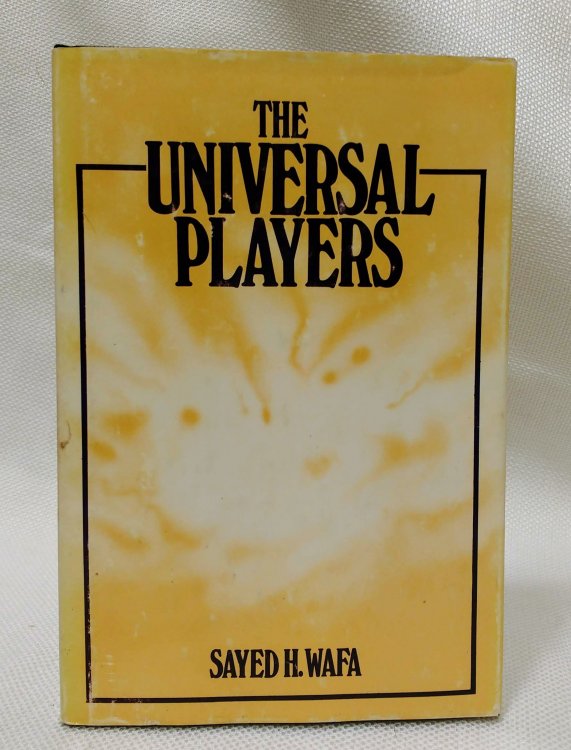 THE
UNIVERSAL
PLAYERS
SAYED H. WAFA